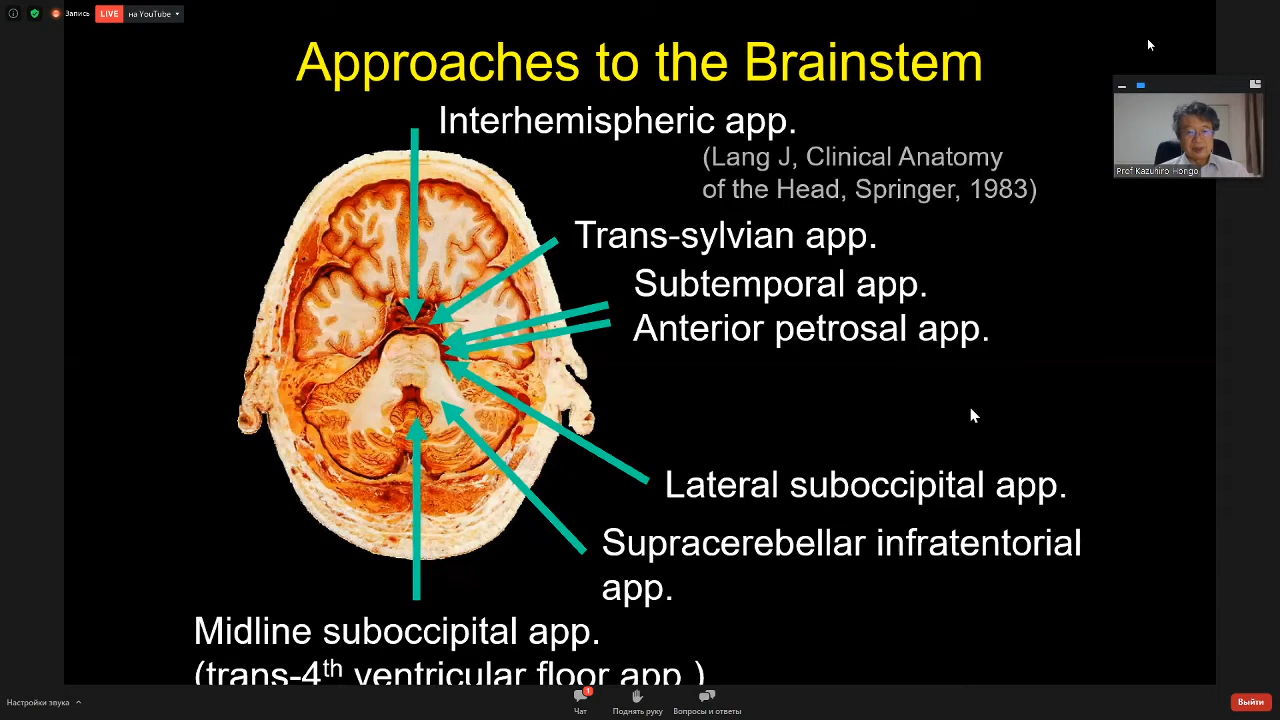 Запись
LIVE
на YouTube
Approaches to the Brainstem
Interhemispheric app.
(Lang J, Clinical Anatomy
of the Head, Springer, 1983)
Prof Kazuhiro Hongo
Trans-sylvian app.
Subtemporal app.
Anterior petrosal app.
Lateral suboccipital app.
Supracerebellar infratentorial
app.
Midline suboccipital app.
(trans-4th ventricular floor app.)
Настройки звука
1
Чат
Поднять руку
Вопросы и ответы
Выйти